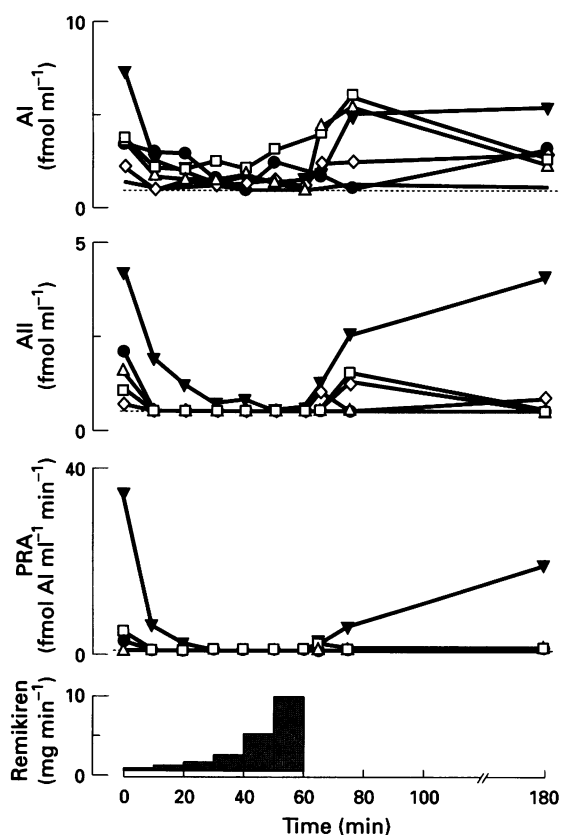 10
AI
(fmol ml⁻¹)
0
5
AII
(fmol ml⁻¹)
0
40
PRA
(fmol AI ml⁻¹ min⁻¹)
0
10
Remikiren
(mg min⁻¹)
0
0 20 40 60 80 100 180
Time (min)